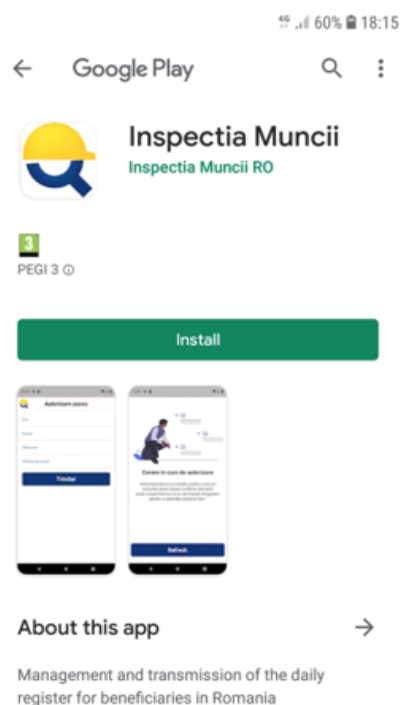 4G 60% 18:15
Google Play
Inspectia Muncii
Inspectia Muncii RO
3
PEGI 3
Install
Autorizare acces
Trimite!
Cerere in curs de autorizare
Refresh
About this app
Management and transmission of the daily
register for beneficiaries in Romania